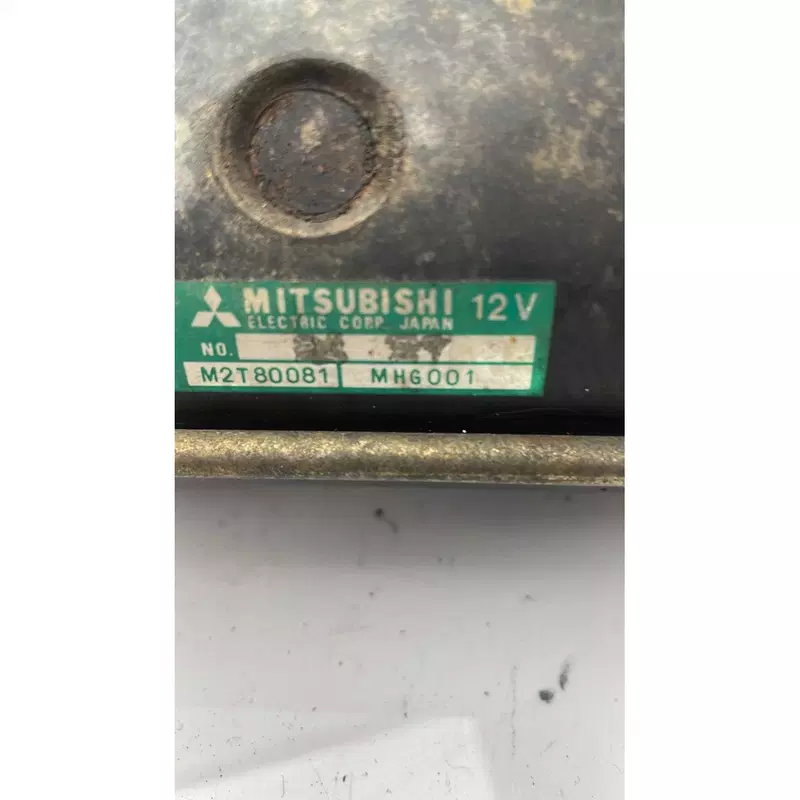 MITSUBISHI 12V
ELECTRIC CORP. JAPAN
NO.
M2T80081 MHG001